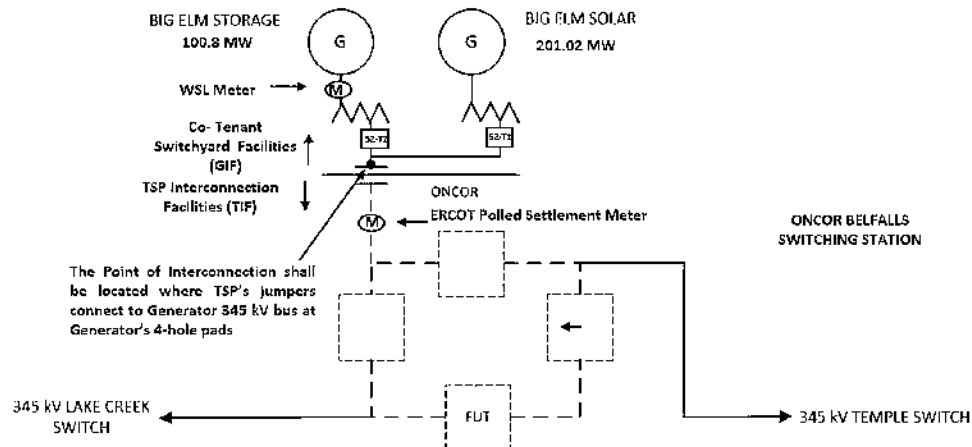 BIG ELM STORAGE
100.8 MW
BIG ELM SOLAR
201.02 MW
G
G
WSL Meter
M
Co- Tenant
Switchyard Facilities
(GIF)
52-T2
52-T1
TSP Interconnection
Facilities (TIF)
ONCOR
M
ERCOT Polled Settlement Meter
ONCOR BELFALLS
SWITCHING STATION
The Point of Interconnection shall
be located where TSP's jumpers
connect to Generator 345 kV bus at
Generator's 4-hole pads
345 kV LAKE CREEK
SWITCH
FUT
345 kV TEMPLE SWITCH